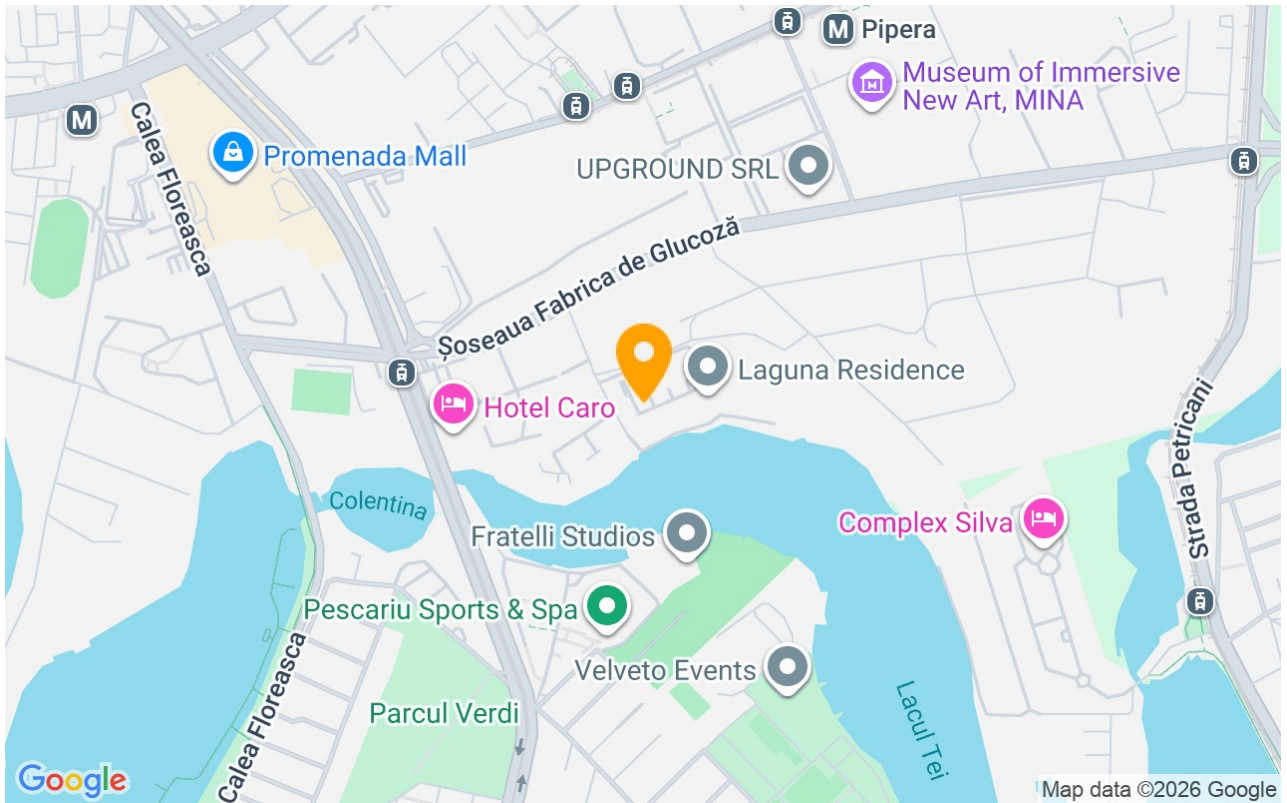 M Pipera
Museum of Immersive
New Art, MINA
M
Calea Floreasca
Promenada Mall
UPGROUND SRL
Șoseaua Fabrica de Glucoză
Laguna Residence
Hotel Caro
Strada Petricani
Colentina
Complex Silva
Fratelli Studios
Pescariu Sports & Spa
Velveto Events
Calea Floreasca
Parcul Verdi
Lacul Tei
Google
Map data ©2026 Google